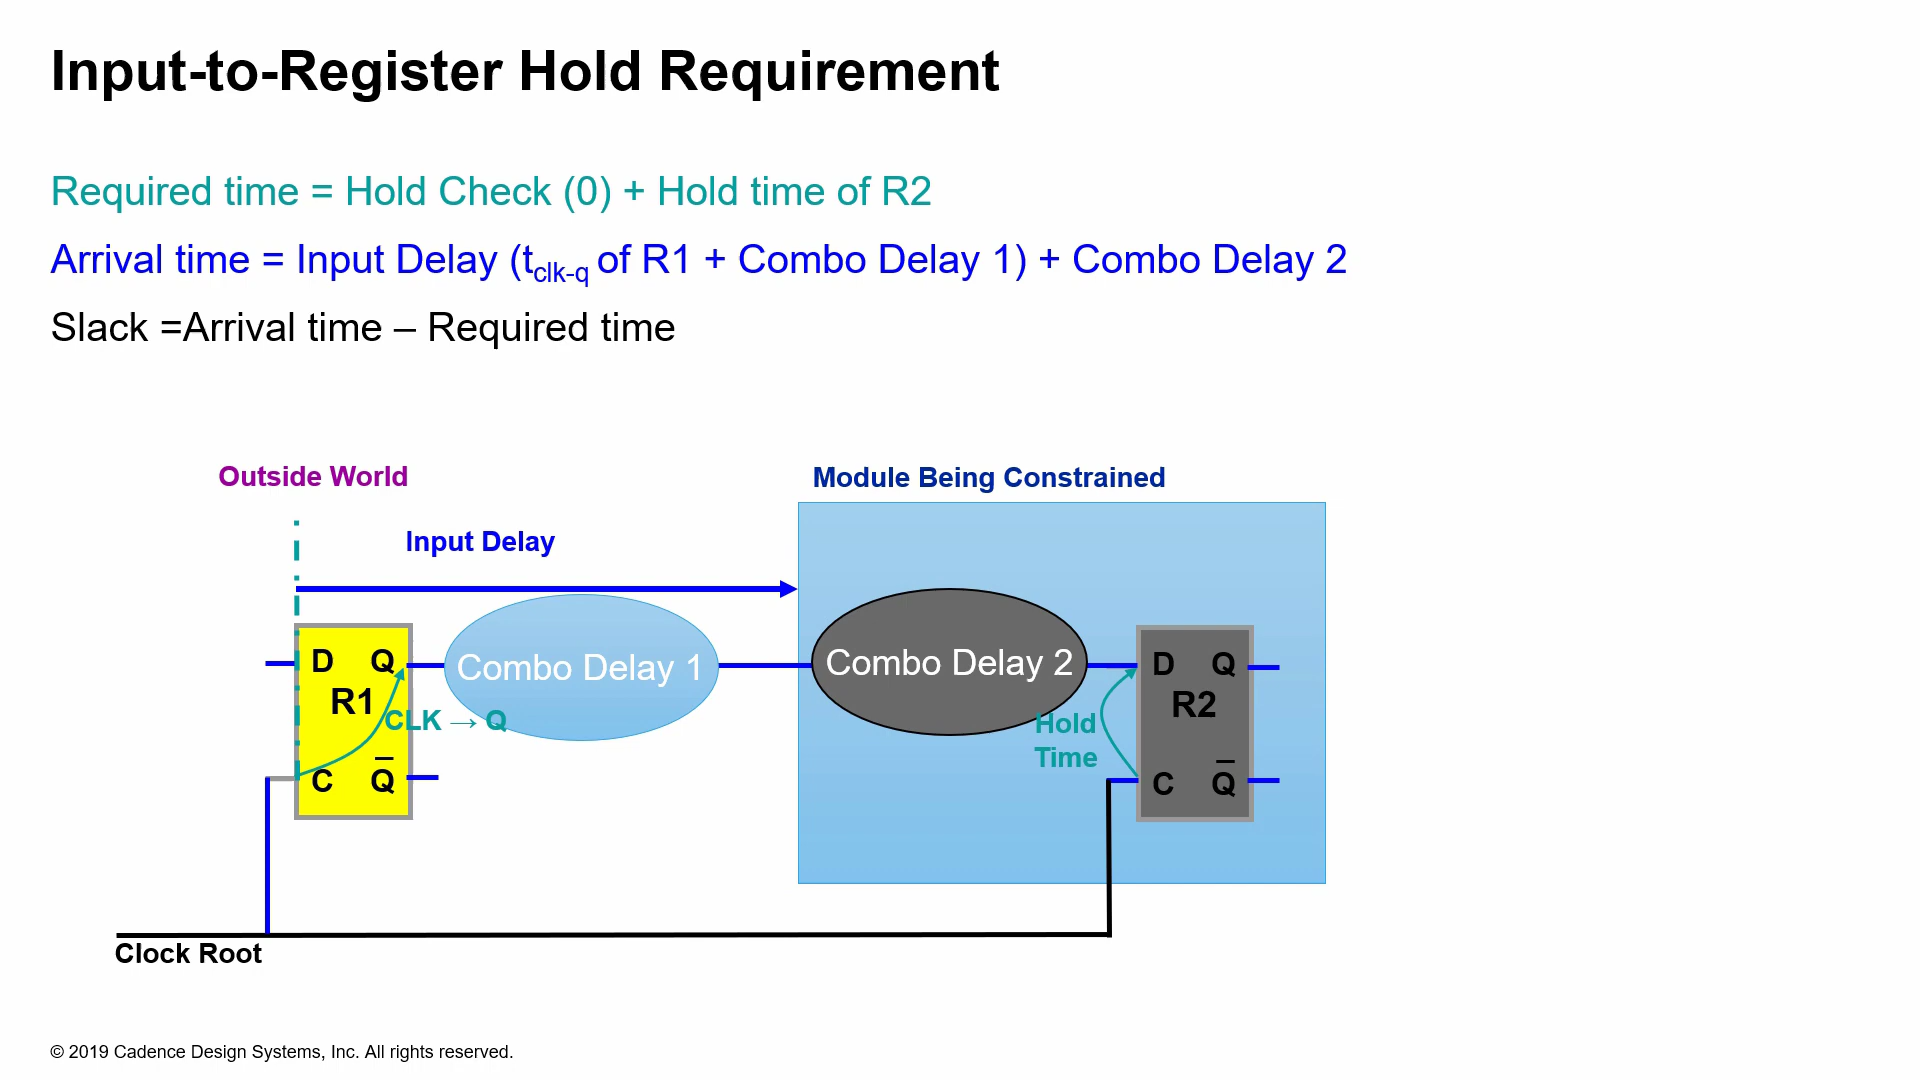 Input-to-Register Hold Requirement
Required time = Hold Check (0) + Hold time of R2
Arrival time = Input Delay (tclk-q of R1 + Combo Delay 1) + Combo Delay 2
Slack =Arrival time – Required time
Outside World
Module Being Constrained
Input Delay
D Q
R1
CLK → Q
C Q̅
Combo Delay 1
Combo Delay 2
Hold
Time
D Q
R2
C Q̅
Clock Root
© 2019 Cadence Design Systems, Inc. All rights reserved.